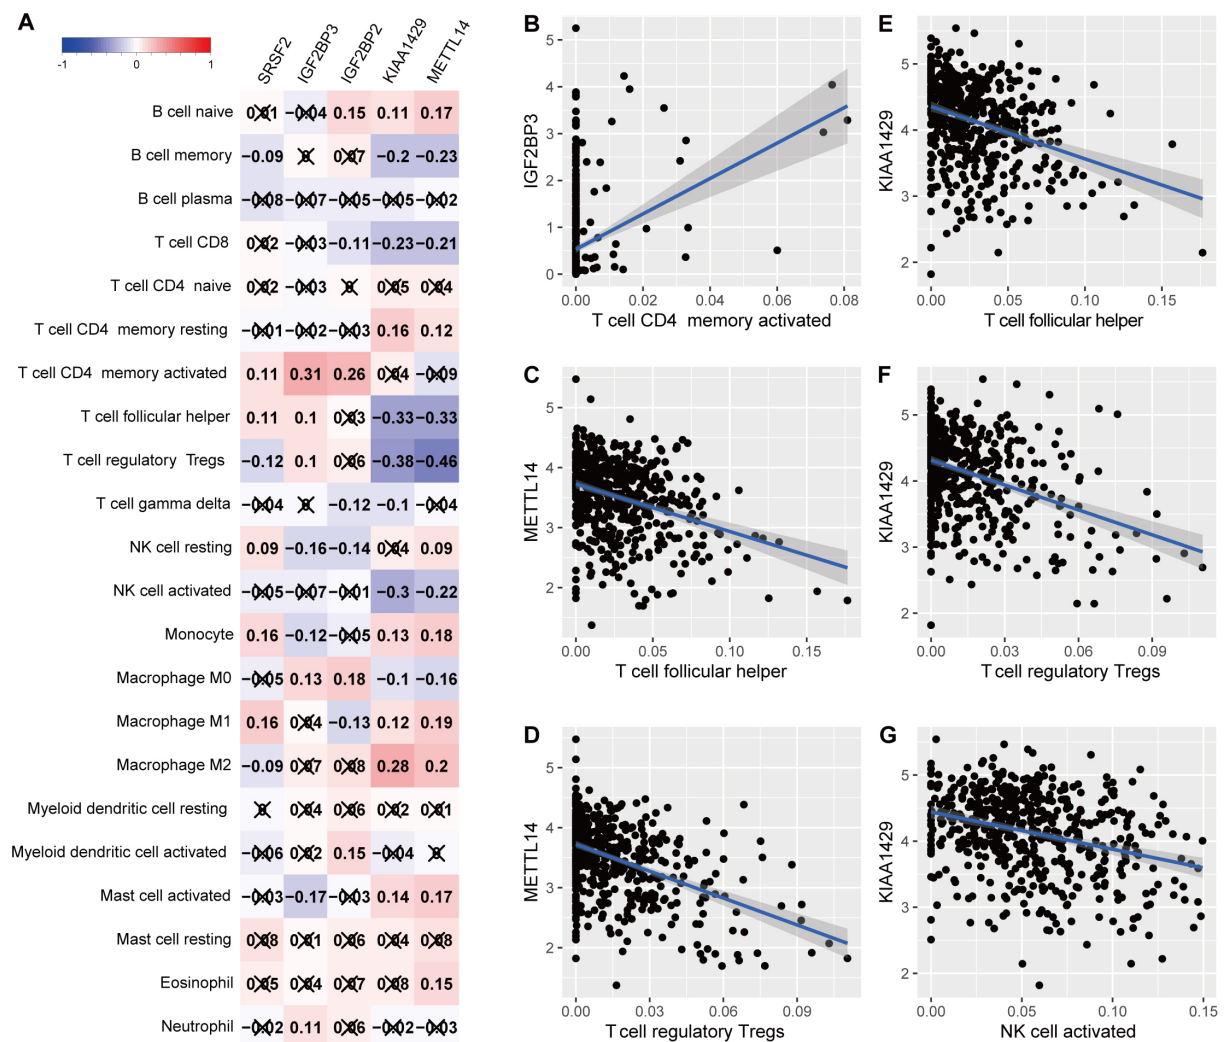 A
-1 0 1
SRSF2 IGF2BP3 IGF2BP2 KIAA1429 METTL14
B cell naive 0.01 −0.04 0.15 0.11 0.17
B cell memory −0.09 0 0.07 −0.2 −0.23
B cell plasma −0.08 −0.07 −0.05 −0.05 −0.02
T cell CD8 0.02 −0.03 −0.11 −0.23 −0.21
T cell CD4 naive 0.02 −0.03 0 0.05 0.04
T cell CD4 memory resting −0.01 −0.02 −0.03 0.16 0.12
T cell CD4 memory activated 0.11 0.31 0.26 0.04 −0.09
T cell follicular helper 0.11 0.1 0.03 −0.33 −0.33
T cell regulatory Tregs −0.12 0.1 0.06 −0.38 −0.46
T cell gamma delta −0.04 0 −0.12 −0.1 −0.04
NK cell resting 0.09 −0.16 −0.14 0.04 0.09
NK cell activated −0.05 −0.07 −0.01 −0.3 −0.22
Monocyte 0.16 −0.12 −0.05 0.13 0.18
Macrophage M0 −0.05 0.13 0.18 −0.1 −0.16
Macrophage M1 0.16 0.04 −0.13 0.12 0.19
Macrophage M2 −0.09 0.07 0.08 0.28 0.2
Myeloid dendritic cell resting 0 0.04 0.06 0.02 0.01
Myeloid dendritic cell activated −0.06 0.02 0.15 −0.04 0
Mast cell activated −0.03 −0.17 −0.03 0.14 0.17
Mast cell resting 0.08 0.01 0.06 0.04 0.08
Eosinophil 0.05 0.04 0.07 0.08 0.15
Neutrophil −0.02 0.11 0.06 −0.02 −0.03
B
IGF2BP3
5
4
3
2
1
0
0.00 0.02 0.04 0.06 0.08
T cell CD4 memory activated
C
METTL14
5
4
3
2
0.00 0.05 0.10 0.15
T cell follicular helper
D
METTL14
5
4
3
2
0.00 0.03 0.06 0.09
T cell regulatory Tregs
E
KIAA1429
5
4
3
2
0.00 0.05 0.10 0.15
T cell follicular helper
F
KIAA1429
5
4
3
2
0.00 0.03 0.06 0.09
T cell regulatory Tregs
G
KIAA1429
5
4
3
2
0.00 0.05 0.10 0.15
NK cell activated